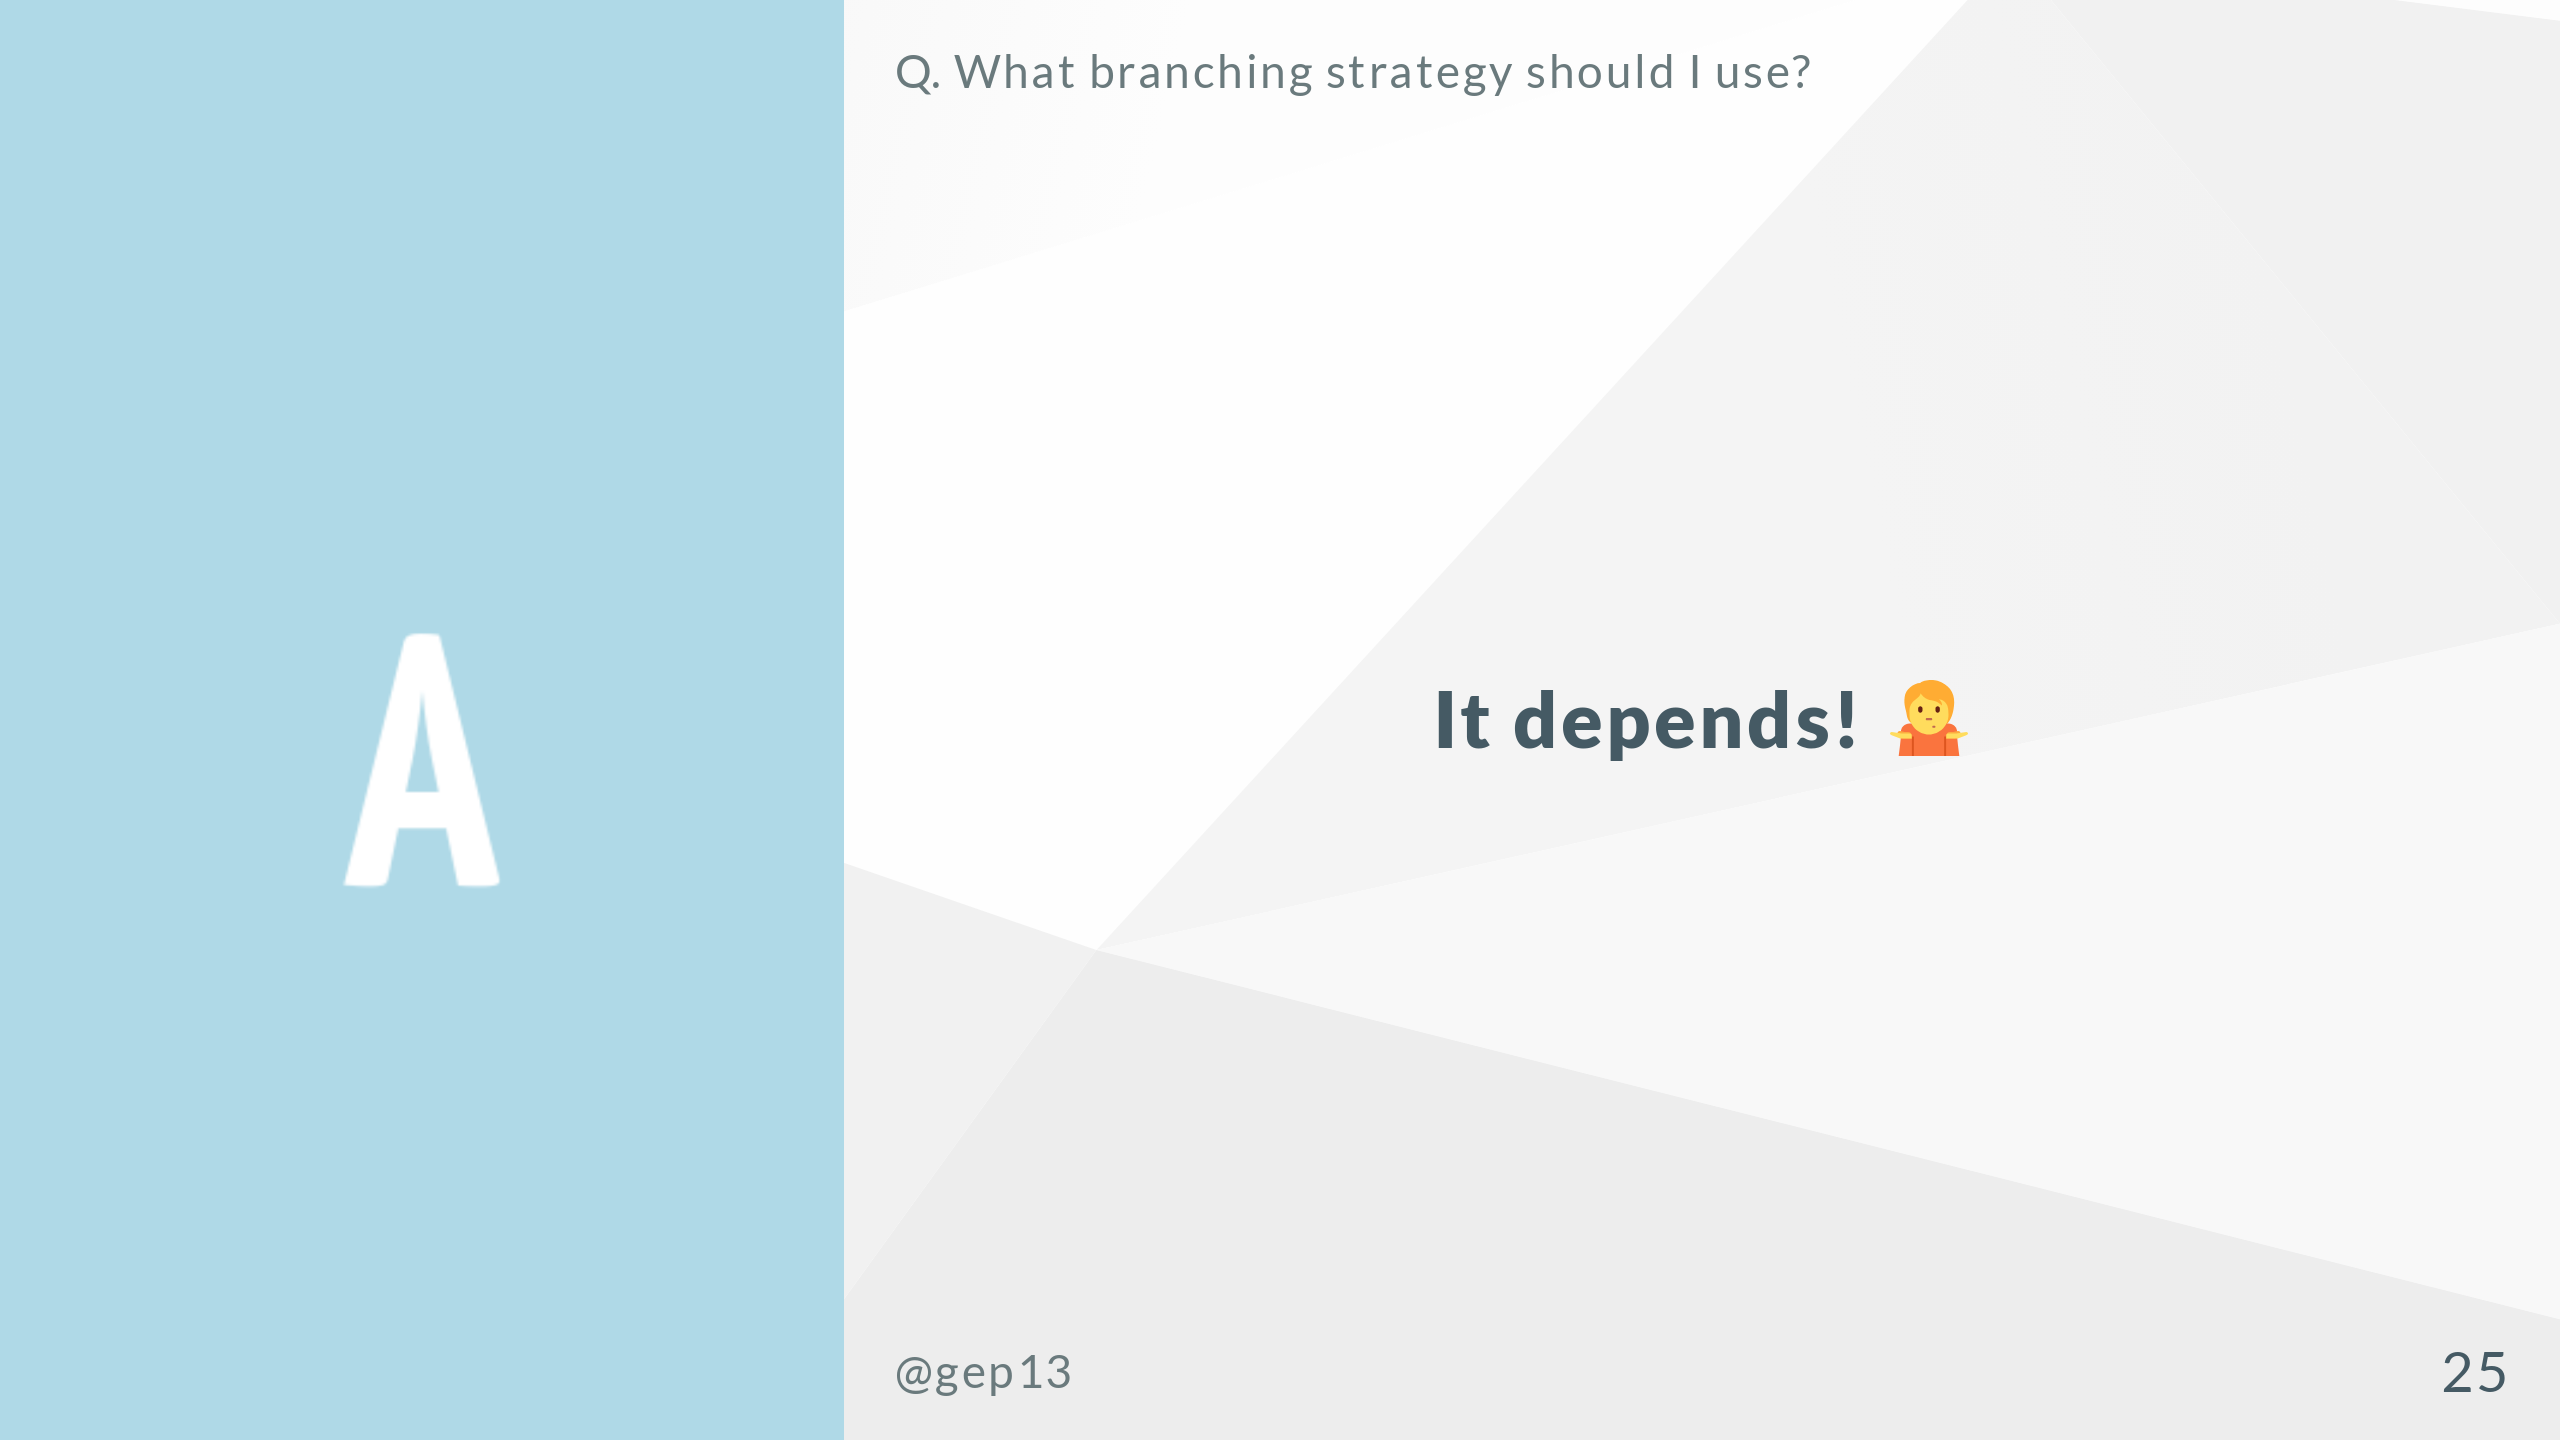 Q. What branching strategy should I use?
A
It depends! 🤷
@gep13
25